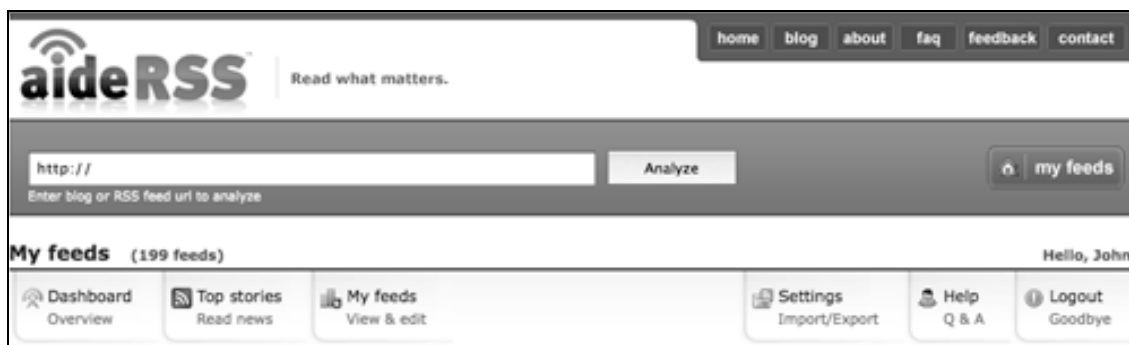 home blog about faq feedback contact
aideRSS™
Read what matters.
http://
Analyze
my feeds
Enter blog or RSS feed url to analyze
My feeds (199 feeds)
Hello, John
Dashboard
Overview
Top stories
Read news
My feeds
View & edit
Settings
Import/Export
Help
Q & A
Logout
Goodbye